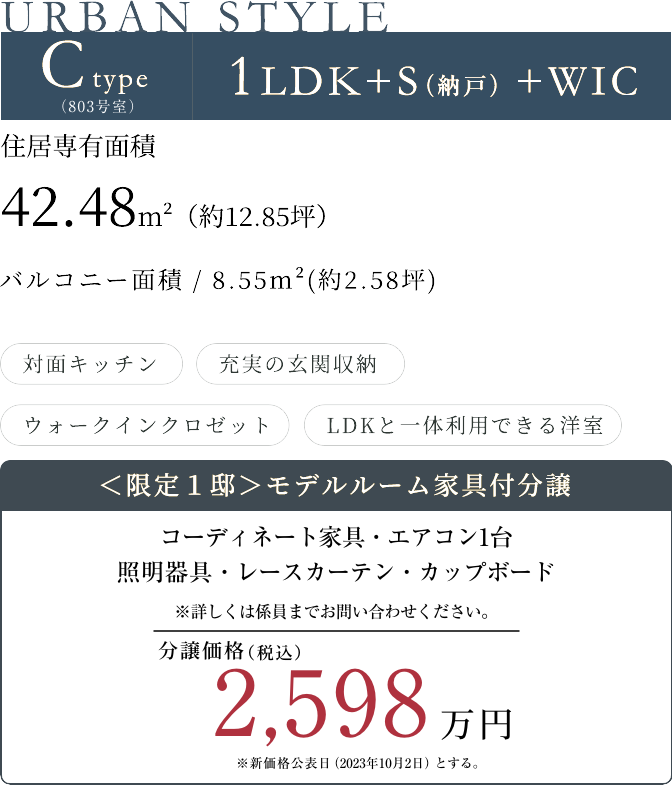 URBAN STYLE
C type 1LDK+S(納戸) +WIC
（803号室）
住居専有面積
42.48m²（約12.85坪）
バルコニー面積 / 8.55m²(約2.58坪)
対面キッチン 充実の玄関収納
ウォークインクロゼット LDKと一体利用できる洋室
＜限定１邸＞モデルルーム家具付分譲
コーディネート家具・エアコン1台
照明器具・レースカーテン・カップボード
※詳しくは係員までお問い合わせください。
分譲価格（税込）
2,598万円
※新価格公表日（2023年10月2日）とする。